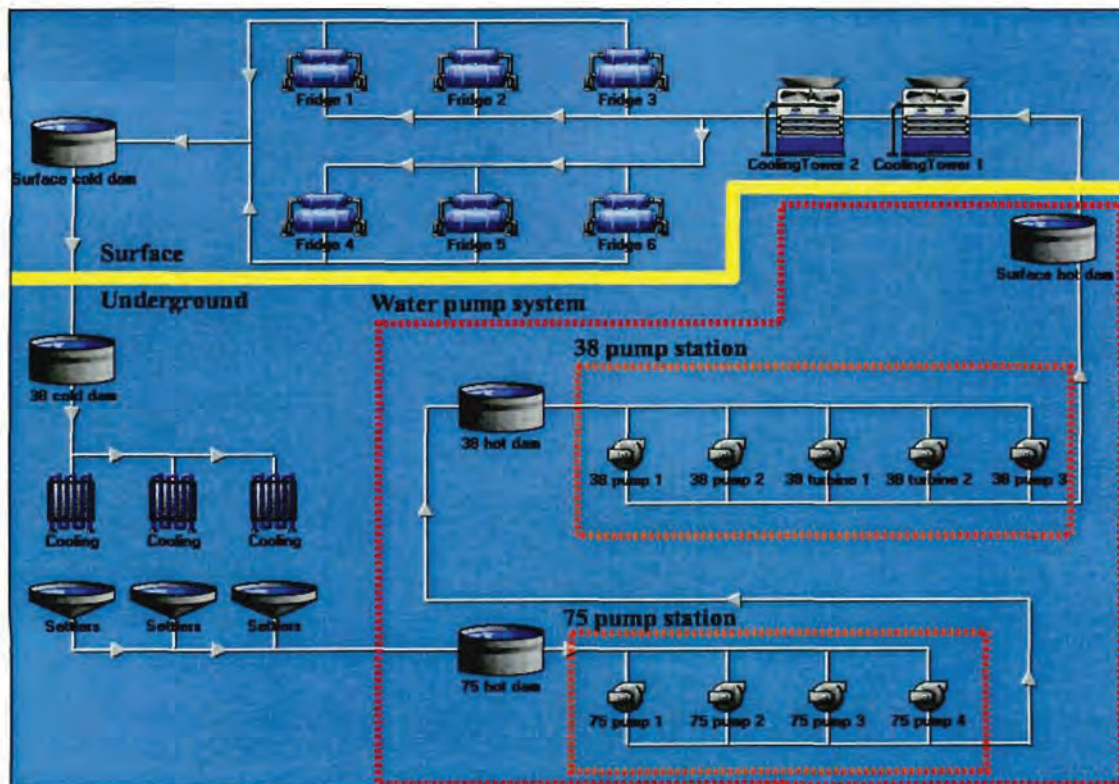 Fridge 1
Fridge 2
Fridge 3
CoolingTower 2
CoolingTower 1
Surface cold dam
Fridge 4
Fridge 5
Fridge 6
Surface
Surface hot dam
Underground
Water pump system
38 pump station
38 cold dam
38 hot dam
38 pump 1
38 pump 2
38 turbine 1
38 turbine 2
38 pump 3
Cooling
Cooling
Cooling
75 pump station
Settlers
Settlers
Settlers
75 hot dam
75 pump 1
75 pump 2
75 pump 3
75 pump 4